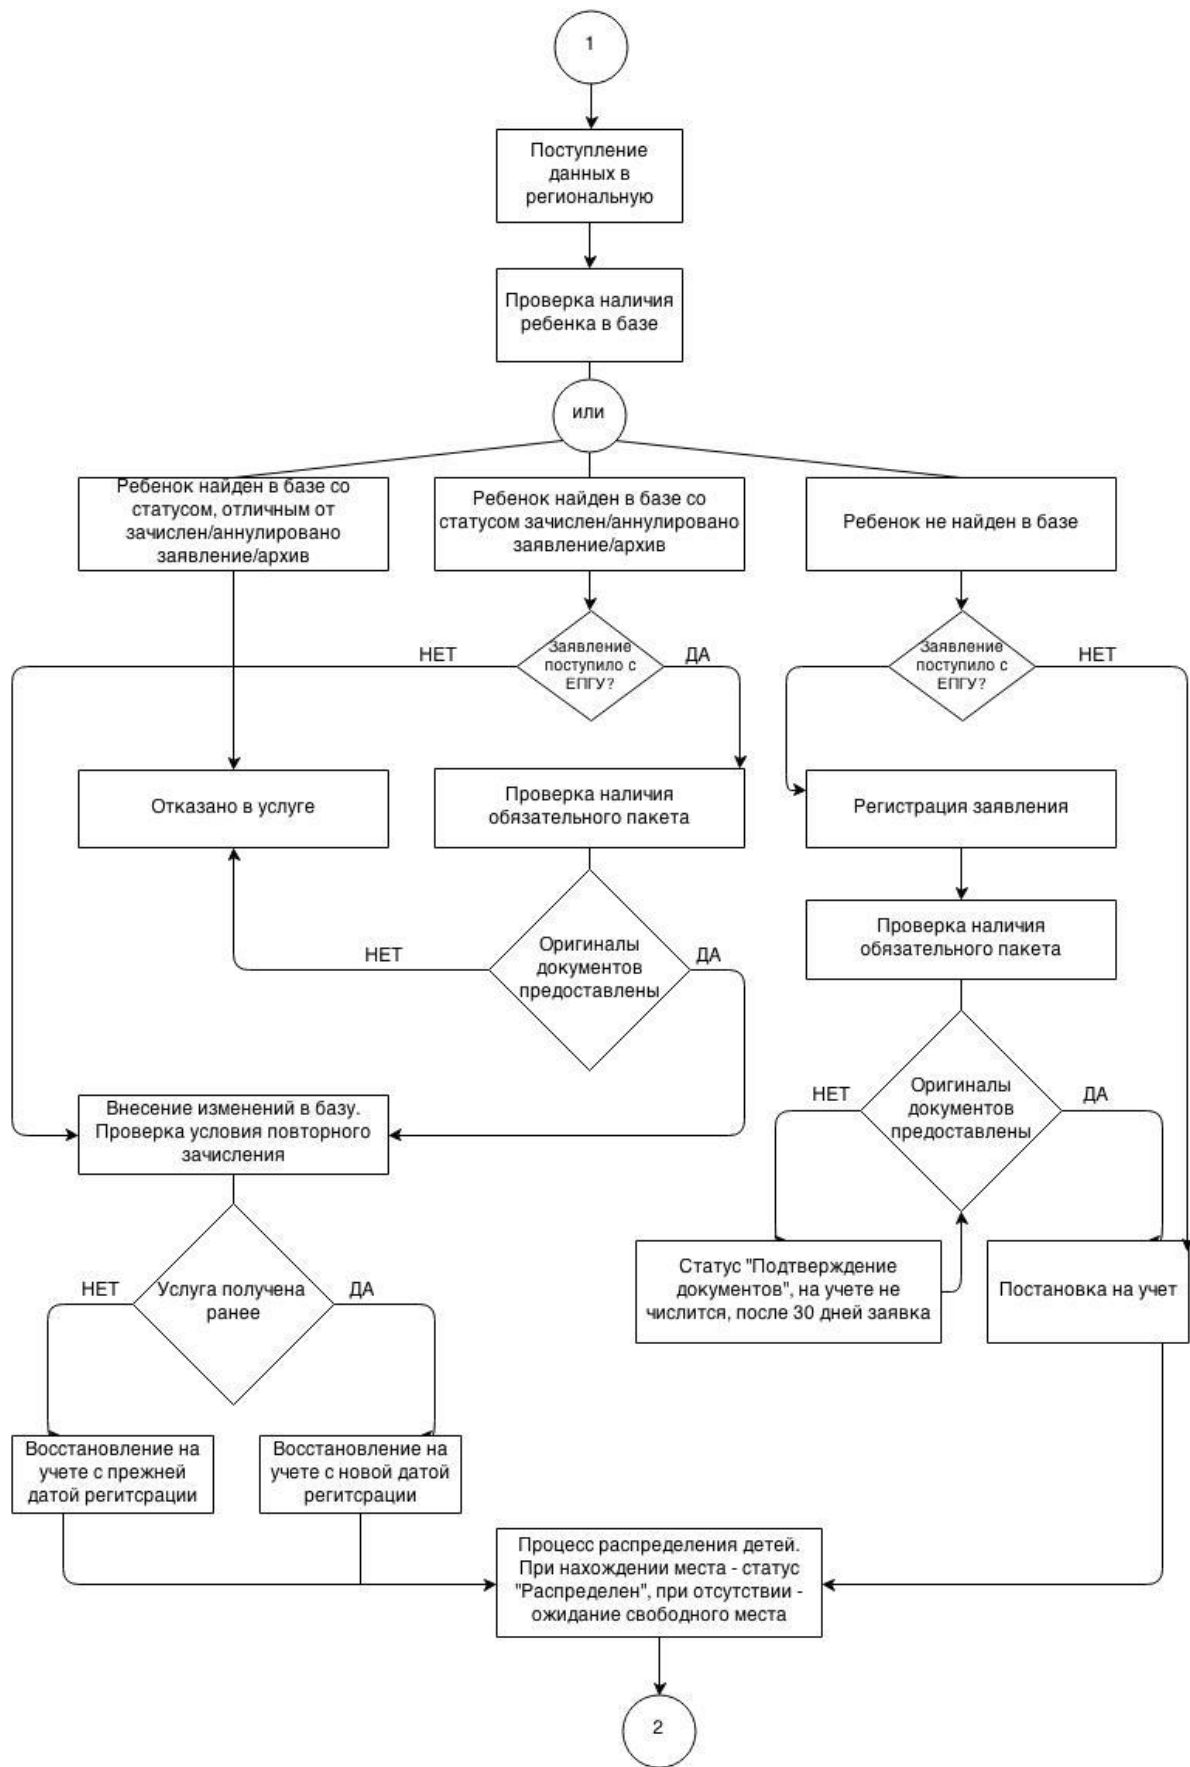 1
Поступление
данных в
региональную
Проверка наличия
ребенка в базе
или
Ребенок найден в базе со
статусом, отличным от
зачислен/аннулировано
заявление/архив
Ребенок найден в базе со
статусом зачислен/аннулировано
заявление/архив
Ребенок не найден в базе
НЕТ
Заявление
поступило с
ЕПГУ?
ДА
Заявление
поступило с
ЕПГУ?
НЕТ
Отказано в услуге
Проверка наличия
обязательного пакета
Регистрация заявления
НЕТ
Оригиналы
документов
предоставлены
ДА
Проверка наличия
обязательного пакета
Внесение изменений в базу.
Проверка условия повторного
зачисления
НЕТ
Оригиналы
документов
предоставлены
ДА
НЕТ
Услуга получена
ранее
ДА
Статус "Подтверждение
документов", на учете не
числится, после 30 дней заявка
Постановка на учет
Восстановление на
учете с прежней
датой регитсрации
Восстановление на
учете с новой датой
регитсрации
Процесс распределения детей.
При нахождении места - статус
"Распределен", при отсутствии -
ожидание свободного места
2